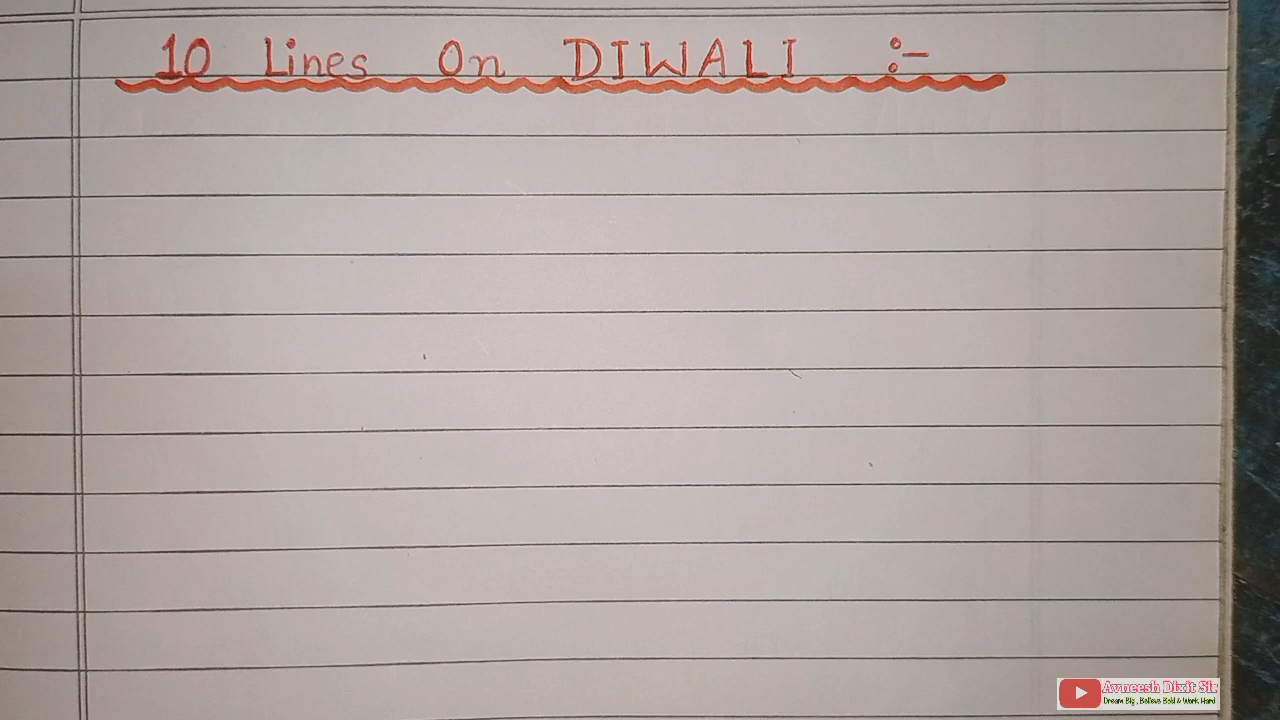 10 Lines On DIWALI :-
Avneesh Dixit Sir
Dream Big , Believe Bold & Work Hard